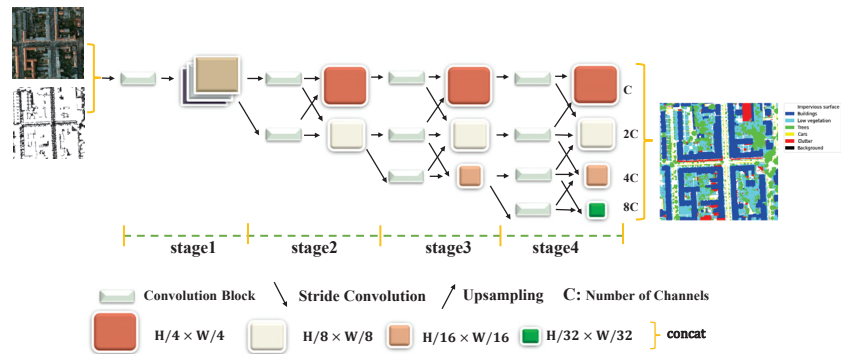 C
2C
4C
8C
Impervious surface
Buildings
Low vegetation
Trees
Cars
Clutter
Background
stage1 stage2 stage3 stage4
Convolution Block Stride Convolution Upsampling C: Number of Channels
H/4 × W/4 H/8 × W/8 H/16 × W/16 H/32 × W/32 concat